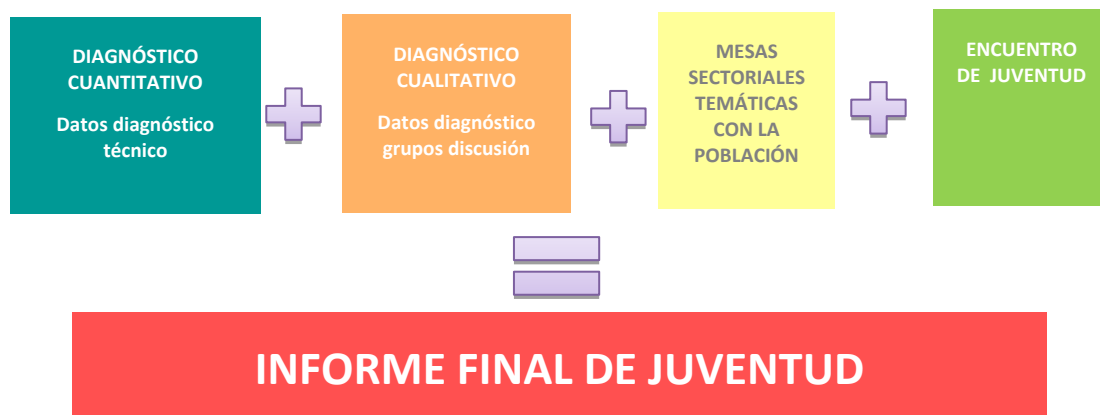 DIAGNÓSTICO
CUANTITATIVO
Datos diagnóstico
técnico
DIAGNÓSTICO
CUALITATIVO
Datos diagnóstico
grupos discusión
MESAS
SECTORIALES
TEMÁTICAS
CON LA
POBLACIÓN
ENCUENTRO
DE JUVENTUD
INFORME FINAL DE JUVENTUD